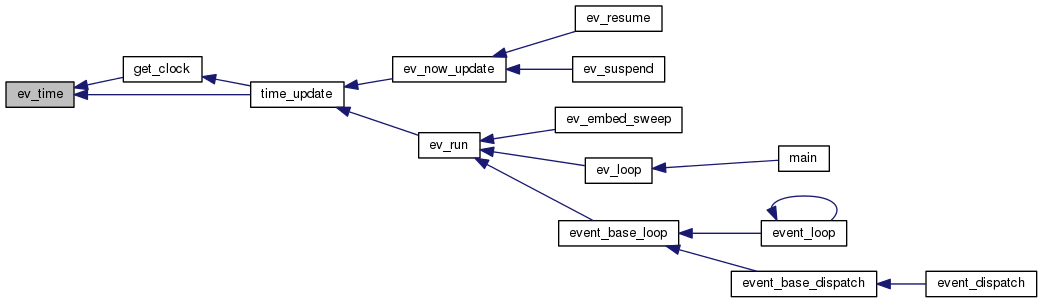 ev_time
get_clock
time_update
ev_now_update
ev_resume
ev_suspend
ev_run
ev_embed_sweep
ev_loop
main
event_base_loop
event_loop
event_base_dispatch
event_dispatch